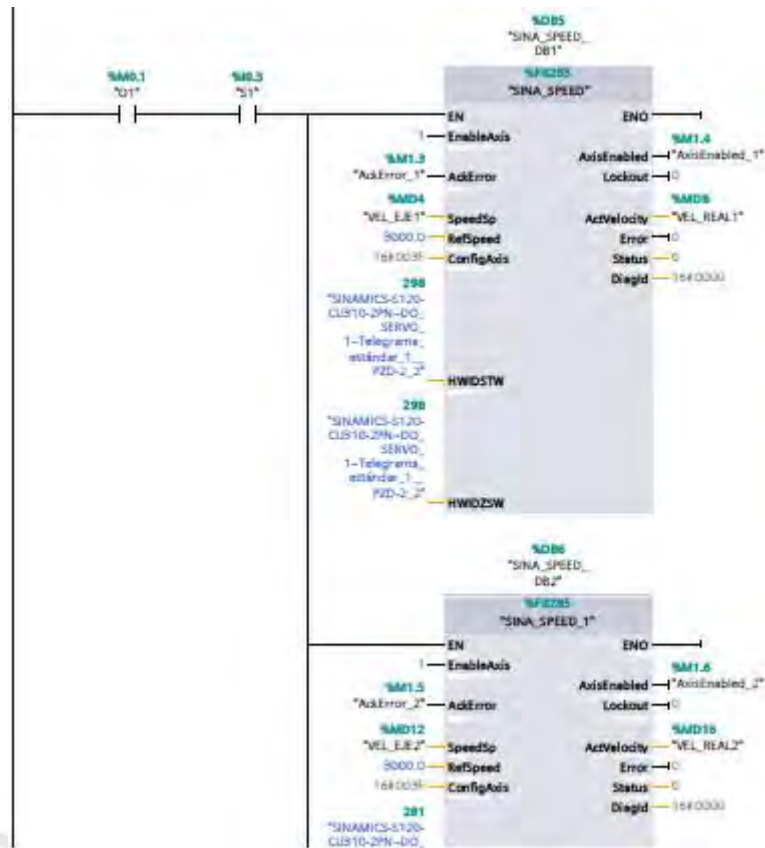 %DB5
"SINA_SPEED_
DB1"
%M0.1
%I0.3
"S1"
%FB285
"SINA_SPEED"
EN
ENO
1
EnableAxis
%M1.4
AxisEnabled
"AxisEnabled_1"
%M1.3
"AckError_1"
AckError
Lockout
0
%MD4
%MD8
"VEL_EJE1"
SpeedSp
ActVelocity
"VEL_REAL1"
3000.0
RefSpeed
Error
0
16#003F
ConfigAxis
Status
0
DiagId
16#0000
298
"SINAMICS-S120-
CU310-2PN~DO_
SERVO_
1~Telegrama_
estándar_1__
PZD-2_2"
HWIDSTW
298
"SINAMICS-S120-
CU310-2PN~DO_
SERVO_
1~Telegrama_
estándar_1__
PZD-2_2"
HWIDZSW
%DB6
"SINA_SPEED_
DB2"
"SINA_SPEED_1"
EN
ENO
1
EnableAxis
%M1.6
AxisEnabled
"AxisEnabled_2"
%M1.5
"AckError_2"
AckError
Lockout
0
%MD12
%MD16
"VEL_EJE2"
SpeedSp
ActVelocity
"VEL_REAL2"
3000.0
RefSpeed
Error
0
16#003F
ConfigAxis
Status
0
DiagId
16#0000
281
"SINAMICS-S120-
CU310-2PN~DO_